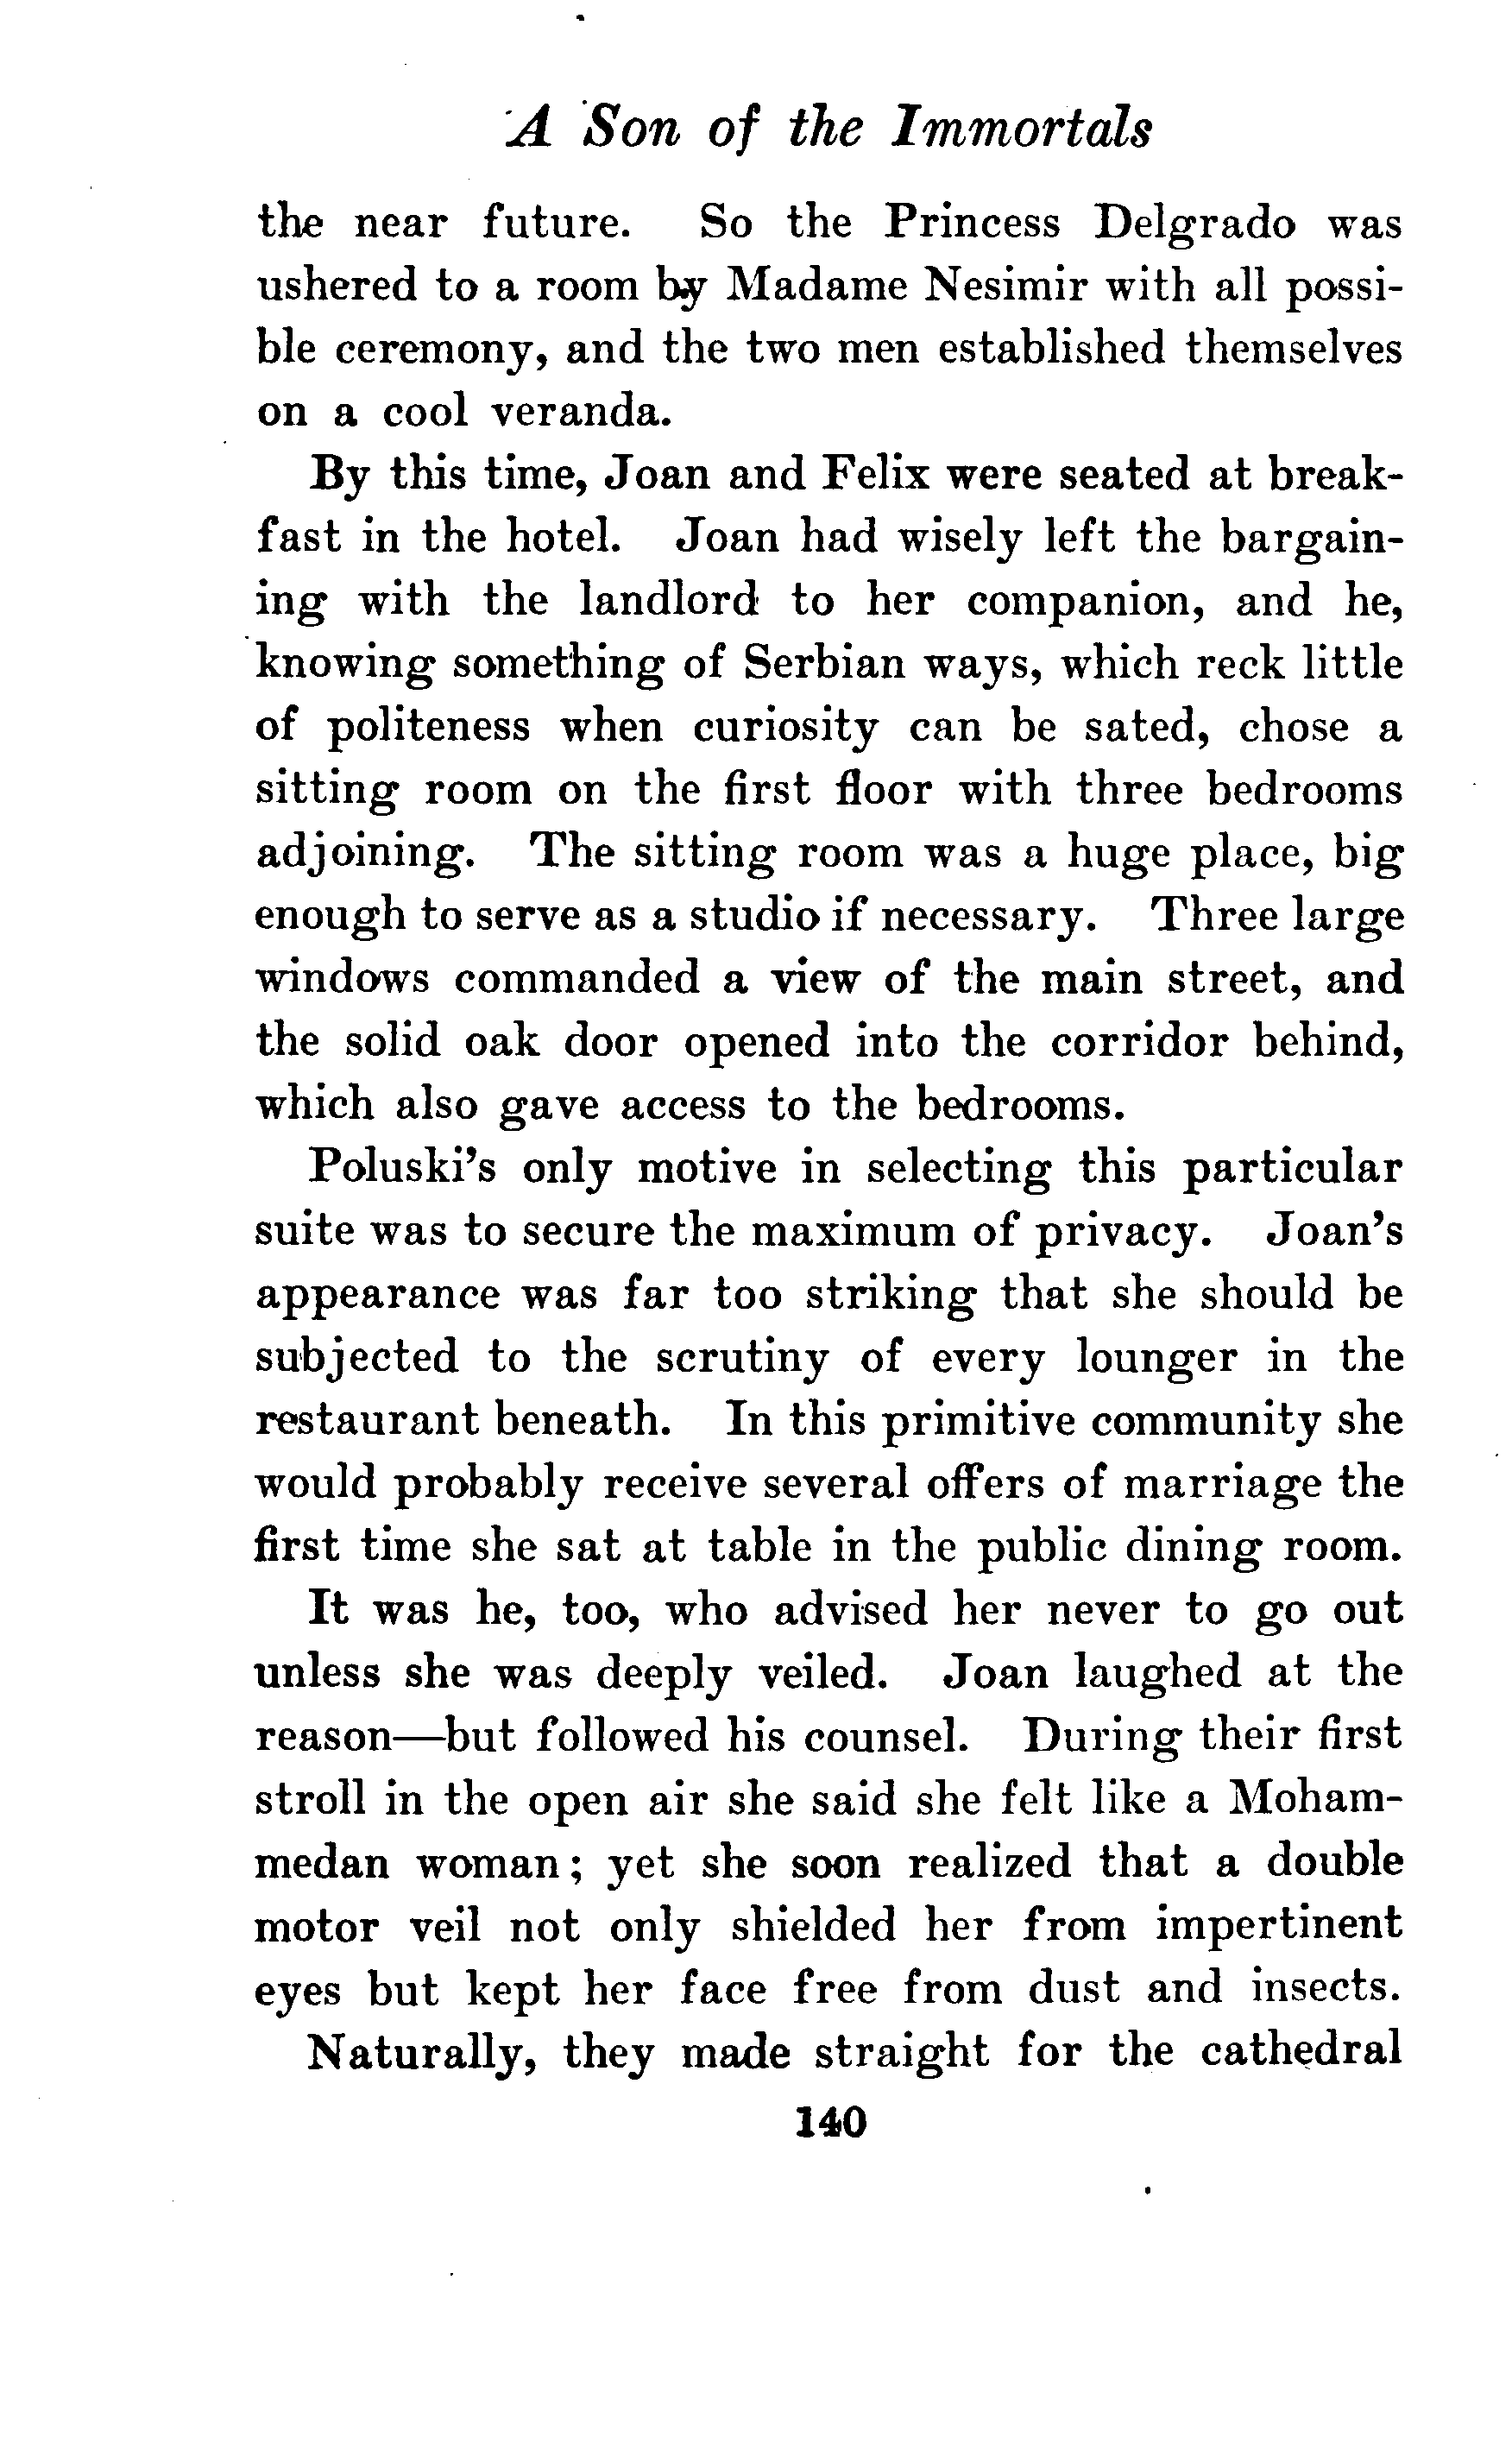 A Son of the Immortals
the near future. So the Princess Delgrado was
ushered to a room by Madame Nesimir with all possi-
ble ceremony, and the two men established themselves
on a cool veranda.
By this time, Joan and Felix were seated at break-
fast in the hotel. Joan had wisely left the bargain-
ing with the landlord to her companion, and he,
knowing something of Serbian ways, which reck little
of politeness when curiosity can be sated, chose a
sitting room on the first floor with three bedrooms
adjoining. The sitting room was a huge place, big
enough to serve as a studio if necessary. Three large
windows commanded a view of the main street, and
the solid oak door opened into the corridor behind,
which also gave access to the bedrooms.
Poluski's only motive in selecting this particular
suite was to secure the maximum of privacy. Joan's
appearance was far too striking that she should be
subjected to the scrutiny of every lounger in the
restaurant beneath. In this primitive community she
would probably receive several offers of marriage the
first time she sat at table in the public dining room.
It was he, too, who advised her never to go out
unless she was deeply veiled. Joan laughed at the
reason—but followed his counsel. During their first
stroll in the open air she said she felt like a Moham-
medan woman; yet she soon realized that a double
motor veil not only shielded her from impertinent
eyes but kept her face free from dust and insects.
Naturally, they made straight for the cathedral
140